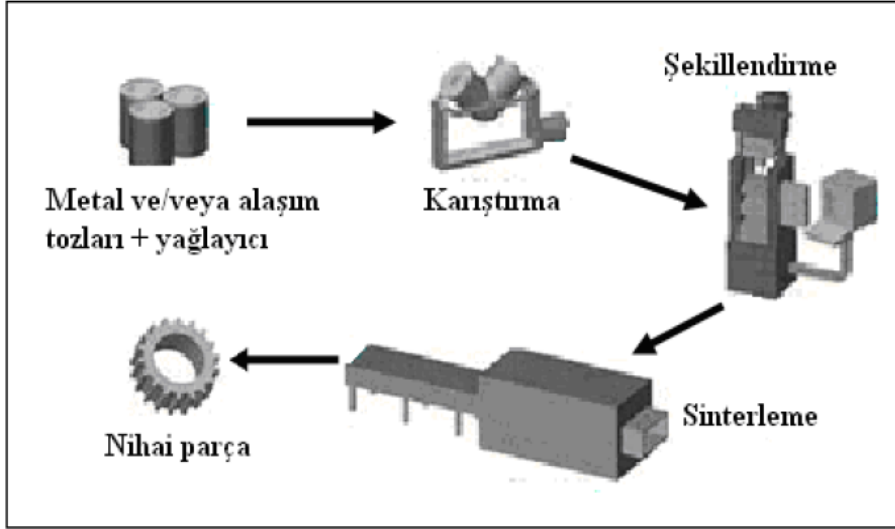 Metal ve/veya alaşım
tozları + yağlayıcı
Karıştırma
Şekillendirme
Sinterleme
Nihai parça